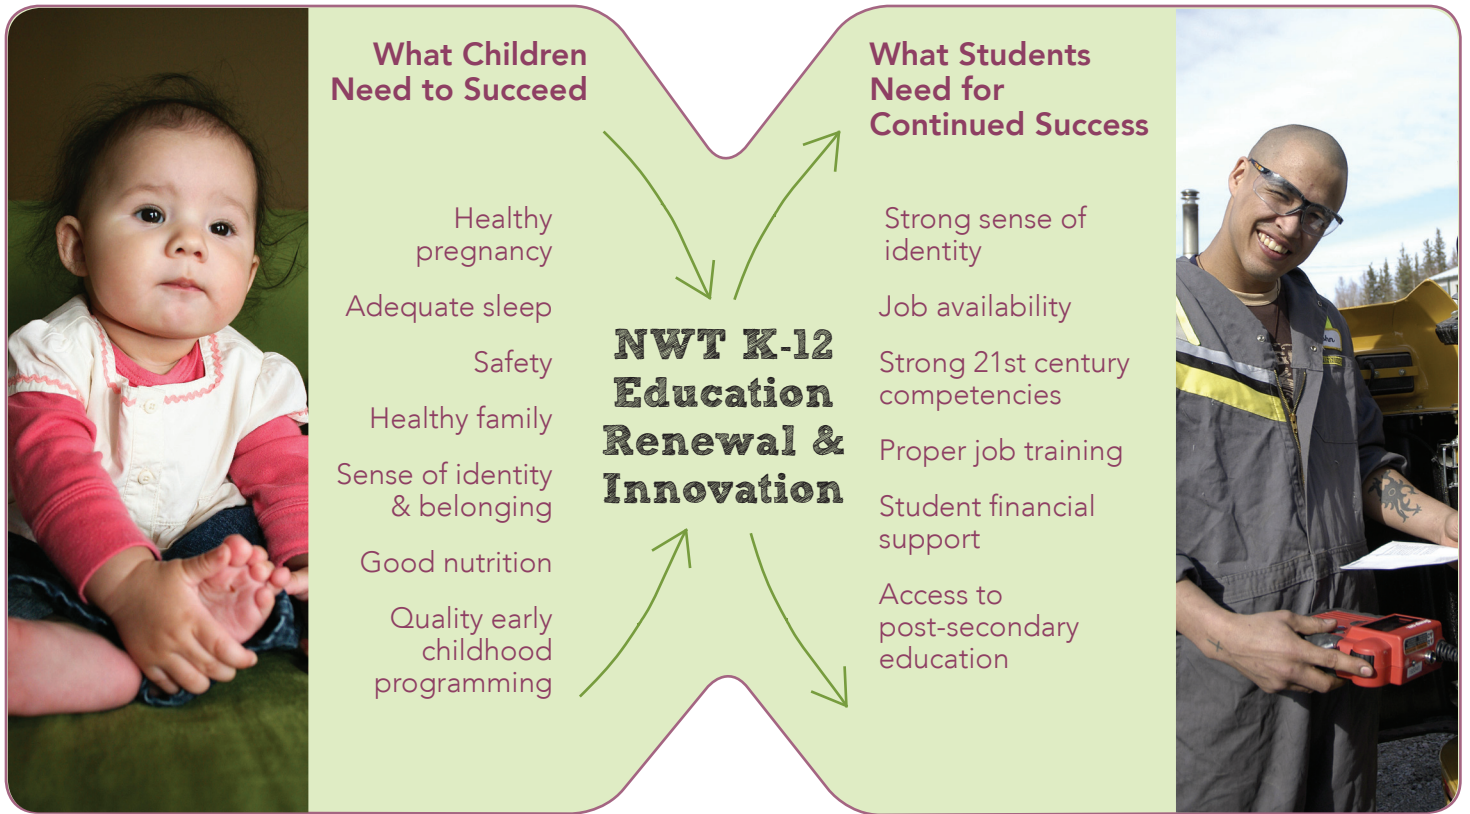 What Children
Need to Succeed
Healthy
pregnancy
Adequate sleep
Safety
Healthy family
Sense of identity
& belonging
Good nutrition
Quality early
childhood
programming
NWT K-12
Education
Renewal &
Innovation
What Students
Need for
Continued Success
Strong sense of
identity
Job availability
Strong 21st century
competencies
Proper job training
Student financial
support
Access to
post-secondary
education